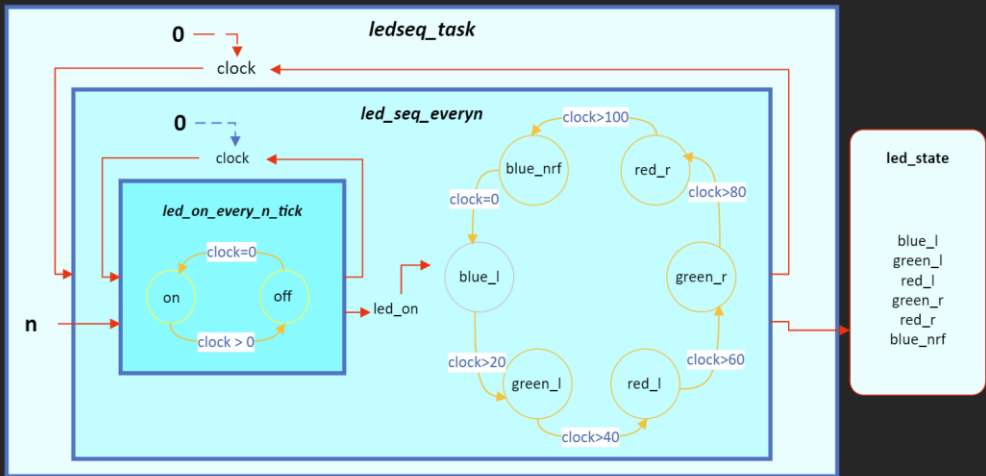 ledseq_task
0
clock
led_seq_everyn
0
clock
led_on_every_n_tick
clock=0
on
off
clock > 0
n
led_on
clock>100
blue_nrf
red_r
clock=0
clock>80
blue_l
green_r
clock>20
clock>60
green_l
red_l
clock>40
led_state
blue_l
green_l
red_l
green_r
red_r
blue_nrf